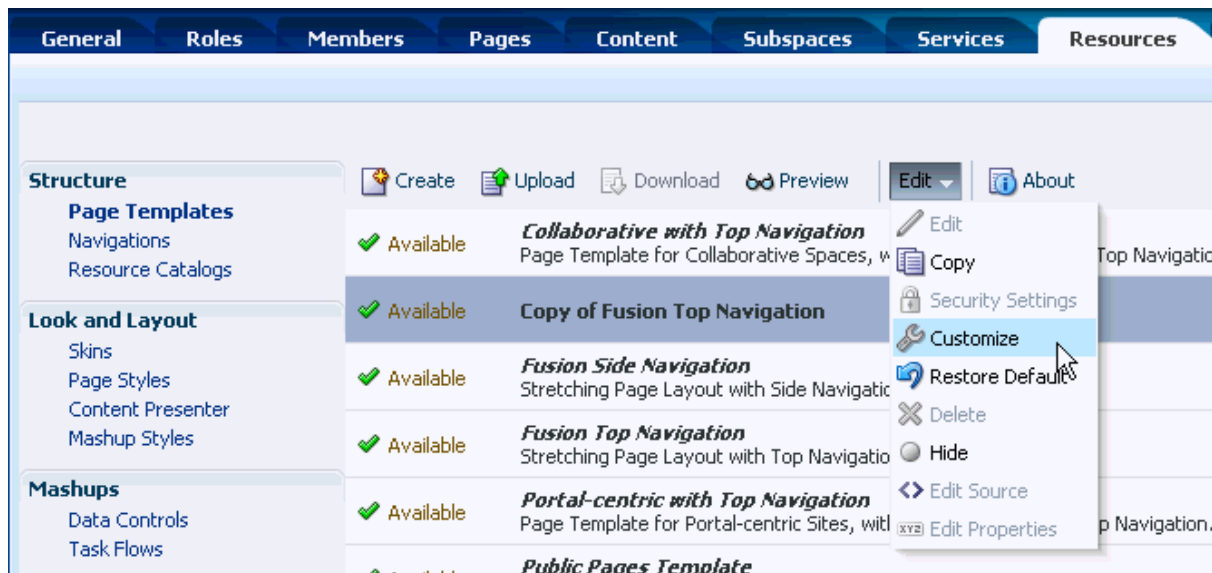 General Roles Members Pages Content Subspaces Services Resources
Structure
Page Templates
Navigations
Resource Catalogs
Look and Layout
Skins
Page Styles
Content Presenter
Mashup Styles
Mashups
Data Controls
Task Flows
Create Upload Download Preview Edit About
Available Collaborative with Top Navigation
Page Template for Collaborative Spaces, Top
Available Copy of Fusion Top Navigation
Available Fusion Side Navigation
Stretching Page Layout with Side
Available Fusion Top Navigation
Stretching Page Layout with Top
Available Portal-centric with Top Navigation
Page Template for Portal-centric Sites, Navigation.
Public Pages Template
Edit
Copy
Security Settings
Customize
Restore Default
Delete
Hide
Edit Source
Edit Properties